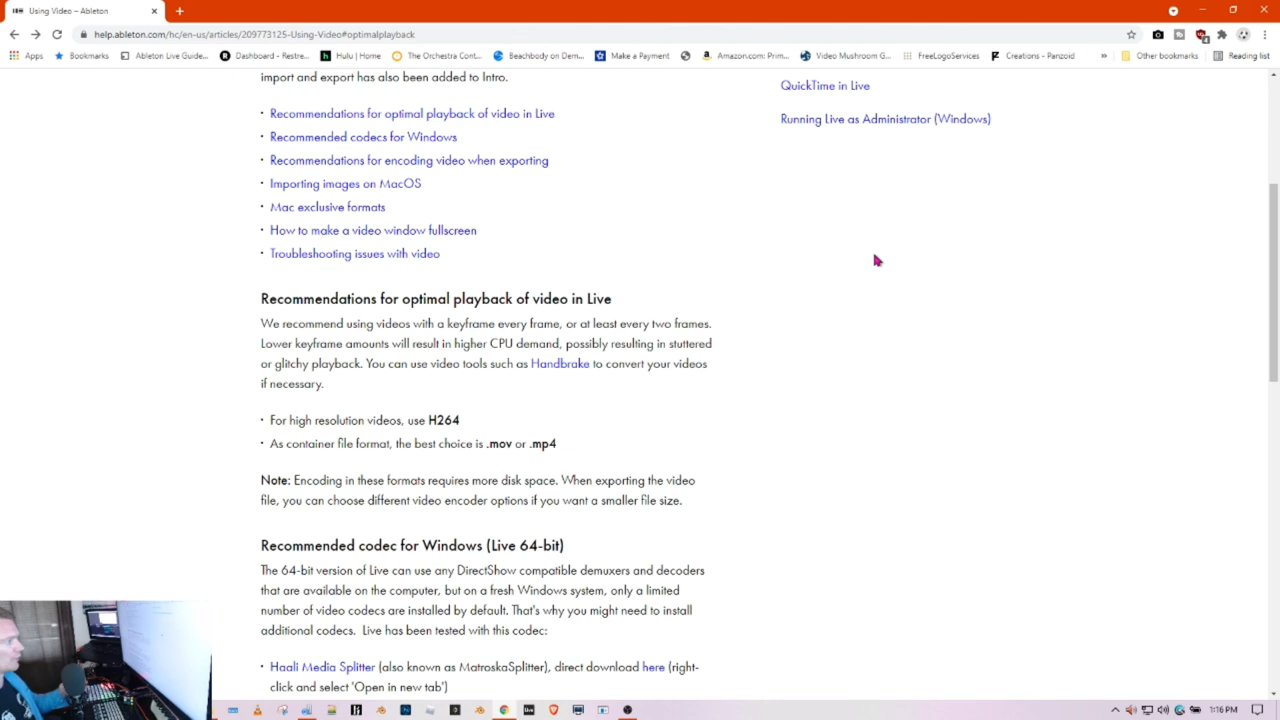 Using Video – Ableton
help.ableton.com/hc/en-us/articles/209773125-Using-Video#optimalplayback
Apps
Bookmarks
Ableton Live Guide...
Dashboard - Restre...
Hulu | Home
The Orchestra Cont...
Beachbody on Dem...
Make a Payment
Amazon.com: Prim...
Video Mushroom G...
FreeLogoServices
Creations - Panzoid
»
Other bookmarks
Reading list
import and export has also been added to Intro.
QuickTime in Live
Running Live as Administrator (Windows)
· Recommendations for optimal playback of video in Live
· Recommended codecs for Windows
· Recommendations for encoding video when exporting
· Importing images on MacOS
· Mac exclusive formats
· How to make a video window fullscreen
· Troubleshooting issues with video
Recommendations for optimal playback of video in Live
We recommend using videos with a keyframe every frame, or at least every two frames.
Lower keyframe amounts will result in higher CPU demand, possibly resulting in stuttered
or glitchy playback. You can use video tools such as Handbrake to convert your videos
if necessary.
· For high resolution videos, use H264
· As container file format, the best choice is .mov or .mp4
Note: Encoding in these formats requires more disk space. When exporting the video
file, you can choose different video encoder options if you want a smaller file size.
Recommended codec for Windows (Live 64-bit)
The 64-bit version of Live can use any DirectShow compatible demuxers and decoders
that are available on the computer, but on a fresh Windows system, only a limited
number of video codecs are installed by default. That's why you might need to install
additional codecs. Live has been tested with this codec:
· Haali Media Splitter (also known as MatroskaSplitter), direct download here (right-
click and select 'Open in new tab')
1:16 PM